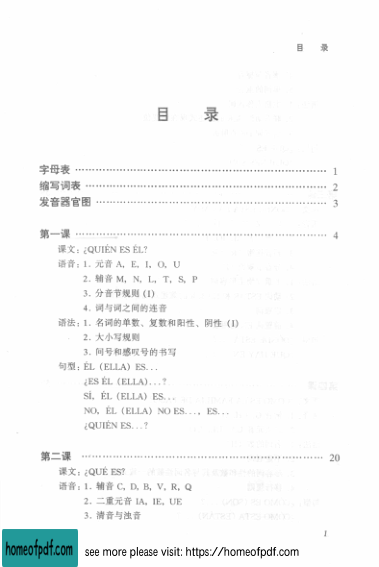 目 录
目 录
字母表 …………………………………………………………… 1
缩写词表 ………………………………………………………… 2
发音器官图 ……………………………………………………… 3
第一课 …………………………………………………………… 4
课文: ¿QUIÉN ES ÉL?
语音: 1. 元音 A, E, I, O, U
2. 辅音 M, N, L, T, S, P
3. 分音节规则 (I)
4. 词与词之间的连音
语法: 1. 名词的单数、复数和阳性、阴性 (I)
2. 大小写规则
3. 问号和感叹号的书写
句型: ÉL (ELLA) ES...
¿ES ÉL (ELLA)...?
SÍ, ÉL (ELLA) ES...
NO, ÉL (ELLA) NO ES..., ES...
¿QUIÉN ES...?
第二课 …………………………………………………………… 20
课文: ¿QUÉ ES?
语音: 1. 辅音 C, D, B, V, R, Q
2. 二重元音 IA, IE, UE
3. 清音与浊音
1
homeofpdf.com
see more please visit: https://homeofpdf.com